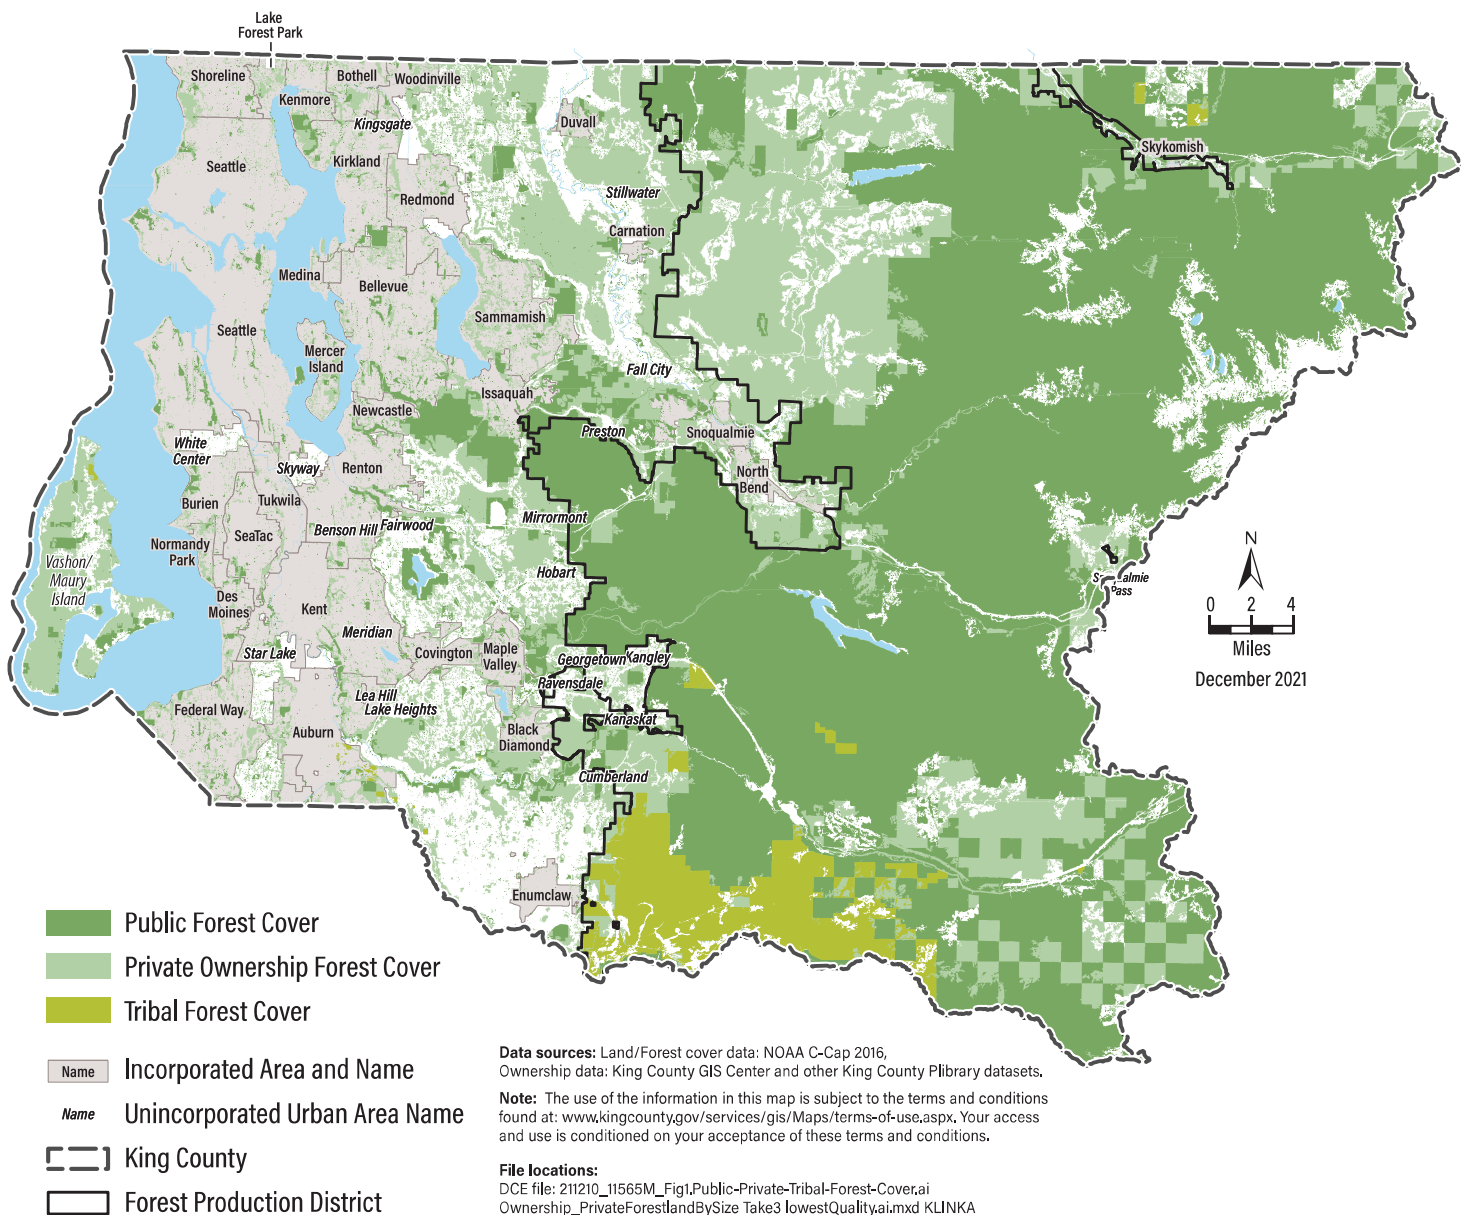 Lake
Forest Park
Shoreline
Bothell
Woodinville
Kenmore
Kingsgate
Duvall
Skykomish
Seattle
Kirkland
Redmond
Stillwater
Carnation
Medina
Bellevue
Seattle
Sammamish
Mercer
Island
Fall City
Issaquah
Newcastle
White
Center
Preston
Snoqualmie
Skyway
Renton
North
Bend
Burien
Tukwila
Mirrormont
Benson Hill
Fairwood
SeaTac
Normandy
Park
Vashon/
Maury
Island
Hobart
Des
Moines
Kent
Meridian
Covington
Maple
Valley
Star Lake
Georgetown
Kangley
Ravensdale
Lea Hill
Lake Heights
Federal Way
Auburn
Black
Diamond
Kanaskat
Cumberland
Enumclaw
Pass
N
0 2 4
Miles
December 2021
Public Forest Cover
Private Ownership Forest Cover
Tribal Forest Cover
Name Incorporated Area and Name
Name Unincorporated Urban Area Name
King County
Forest Production District
Data sources: Land/Forest cover data: NOAA C-Cap 2016,
Ownership data: King County GIS Center and other King County Plibrary datasets.
Note: The use of the information in this map is subject to the terms and conditions
found at: www.kingcounty.gov/services/gis/Maps/terms-of-use.aspx. Your access
and use is conditioned on your acceptance of these terms and conditions.
File locations:
DCE file: 211210_11565M_Fig1.Public-Private-Tribal-Forest-Cover.ai
Ownership_PrivateForestlandBySize Take3 lowestQuality.ai.mxd KLINKA